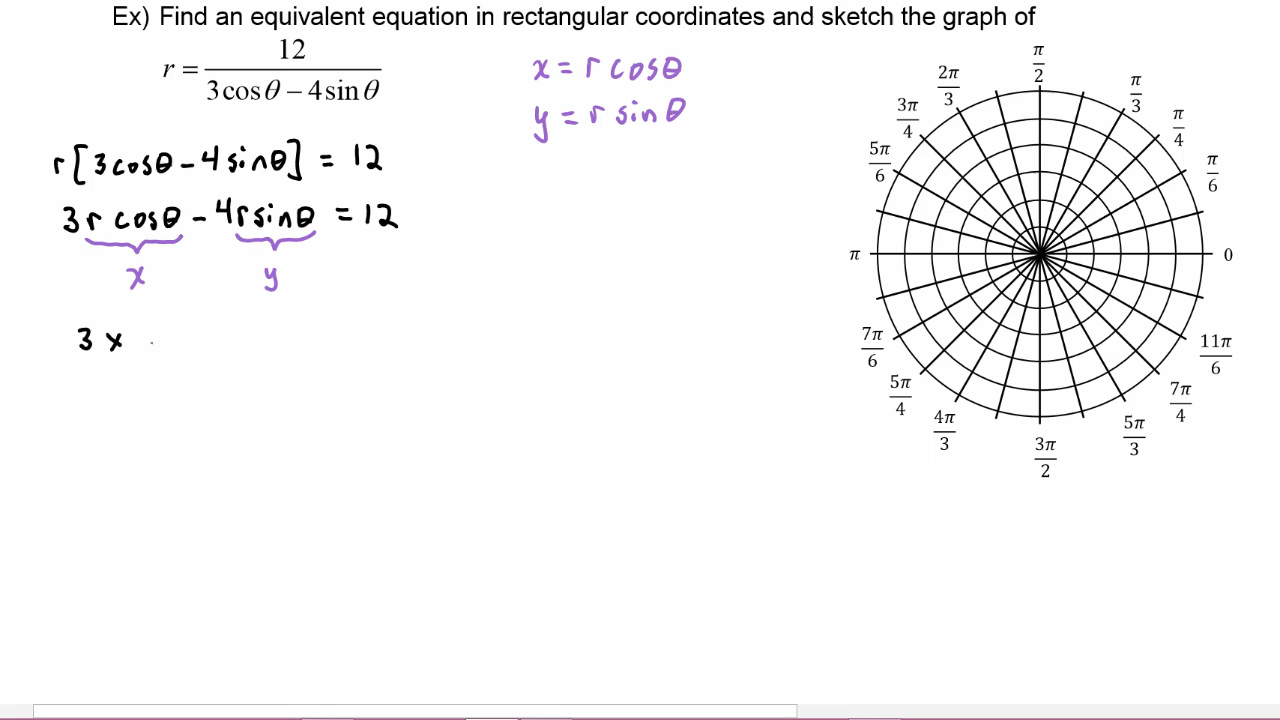 Ex) Find an equivalent equation in rectangular coordinates and sketch the graph of
r = 12 / (3cosθ − 4sinθ)
x = r cosθ
y = r sinθ
r[3cosθ − 4sinθ] = 12
3r cosθ − 4r sinθ = 12
x y
3x
π/2
2π/3
π/3
3π/4
π/4
5π/6
π/6
π
0
7π/6
11π/6
5π/4
7π/4
4π/3
5π/3
3π/2